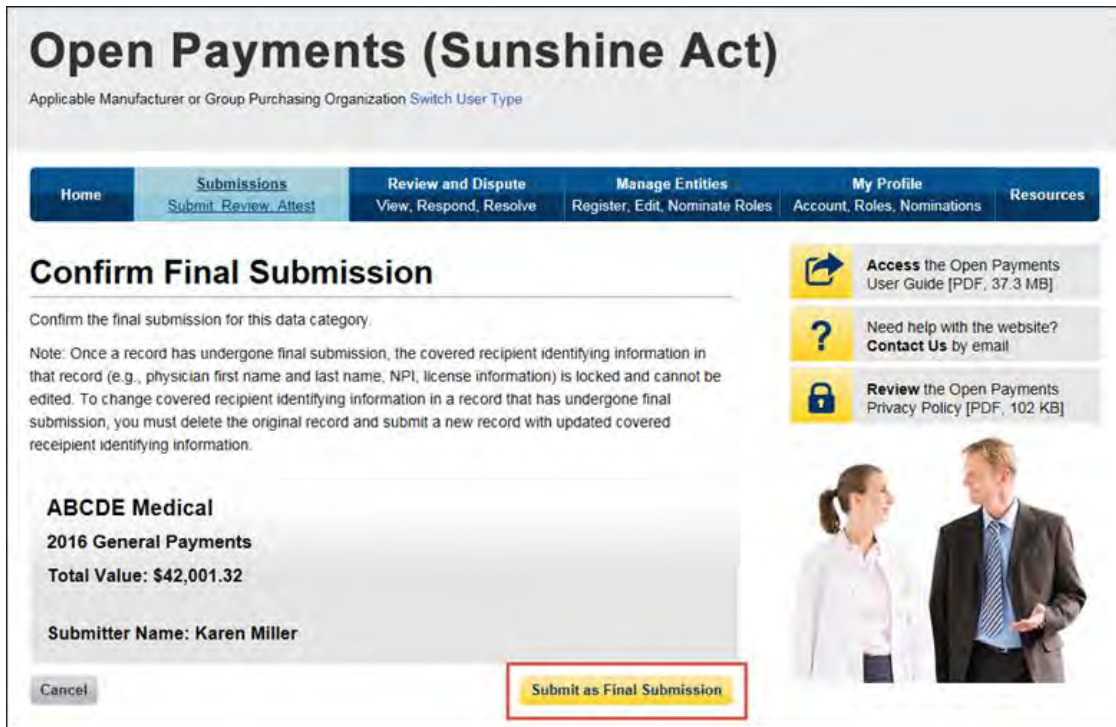 Open Payments (Sunshine Act)
Applicable Manufacturer or Group Purchasing Organization Switch User Type
Home
Submissions
Submit, Review, Attest
Review and Dispute
View, Respond, Resolve
Manage Entities
Register, Edit, Nominate Roles
My Profile
Account, Roles, Nominations
Resources
Confirm Final Submission
Confirm the final submission for this data category.
Note: Once a record has undergone final submission, the covered recipient identifying information in
that record (e.g., physician first name and last name, NPI, license information) is locked and cannot be
edited. To change covered recipient identifying information in a record that has undergone final
submission, you must delete the original record and submit a new record with updated covered
receipient identifying information.
ABCDE Medical
2016 General Payments
Total Value: $42,001.32
Submitter Name: Karen Miller
Cancel
Submit as Final Submission
Access the Open Payments
User Guide [PDF, 37.3 MB]
?
Need help with the website?
Contact Us by email
Review the Open Payments
Privacy Policy [PDF, 102 KB]